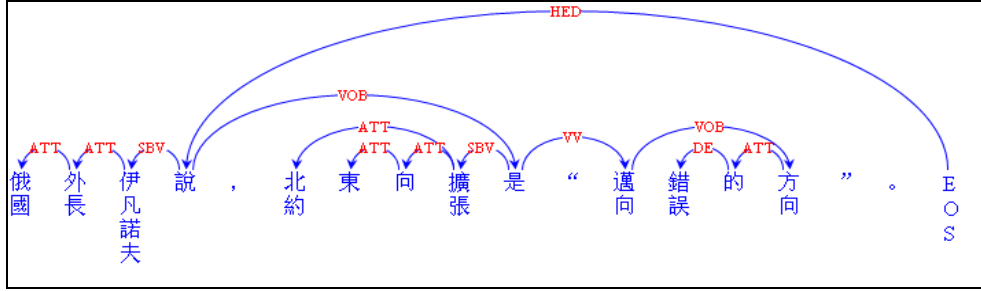 HED
VOB
ATT VV VOB
ATT ATT SBV ATT ATT SBV DE ATT
俄國 外長 伊凡諾夫 說 , 北約 東 向 擴張 是 “ 邁向 錯誤 的 方向 ” 。 EOS